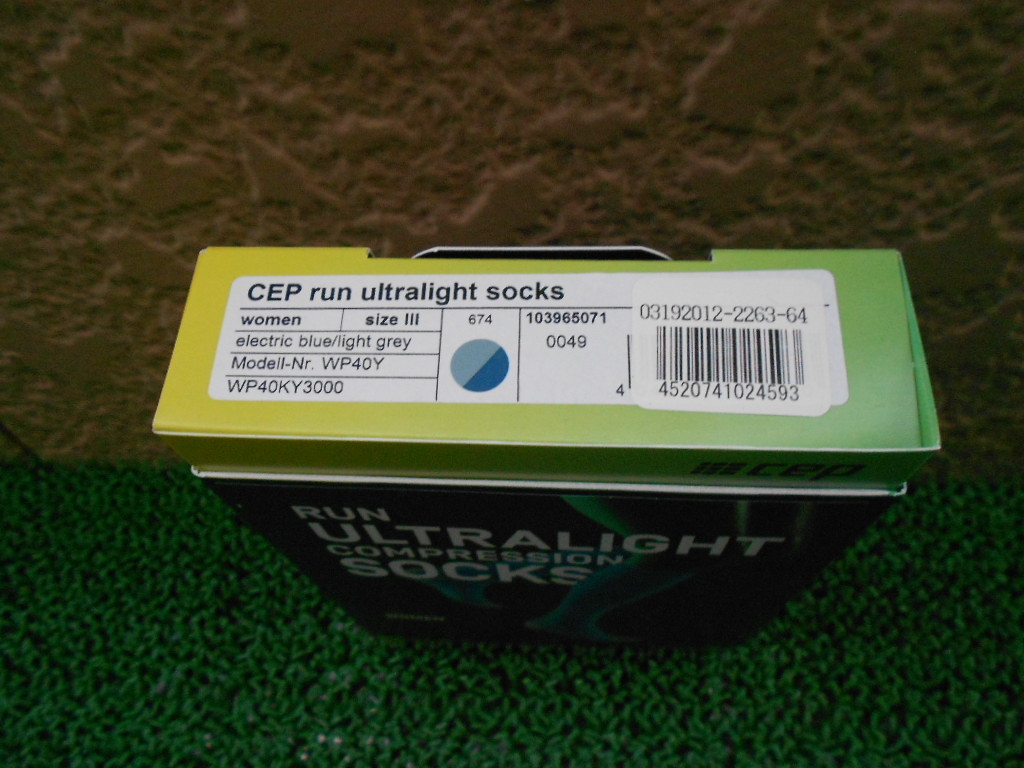 CEP run ultralight socks
women size III 674 103965071
electric blue/light grey 0049
Modell-Nr. WP40Y
WP40KY3000 4
03192012-2263-64
4520741024593
cep
RUN
ULTRALIGHT
COMPRESSION
SOCKS
WOMEN